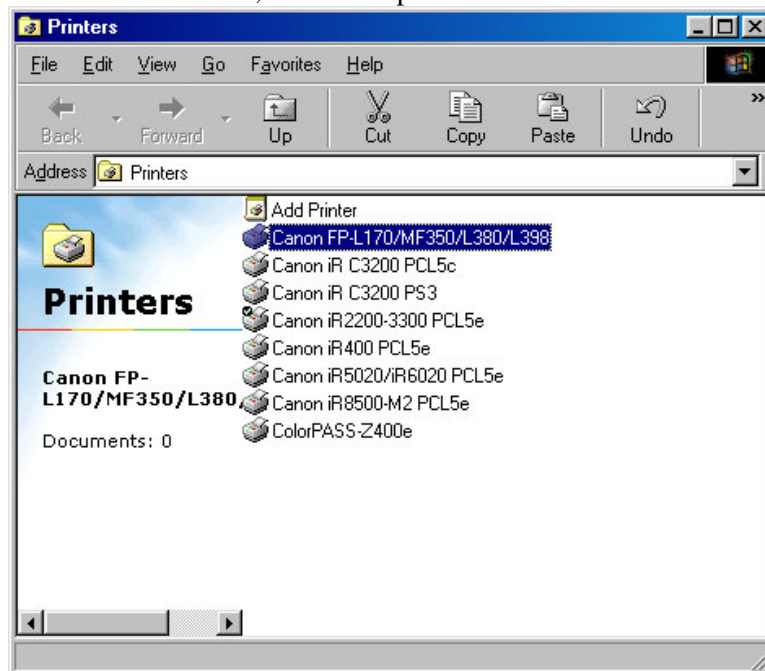 Printers
File Edit View Go Favorites Help
Back Forward Up Cut Copy Paste Undo »
Address Printers
Add Printer
Canon FP-L170/MF350/L380/L398
Canon iR C3200 PCL5c
Canon iR C3200 PS3
Canon iR2200-3300 PCL5e
Canon iR400 PCL5e
Canon iR5020/iR6020 PCL5e
Canon iR8500-M2 PCL5e
ColorPASS-Z400e
Printers
Canon FP-
L170/MF350/L380/
Documents: 0